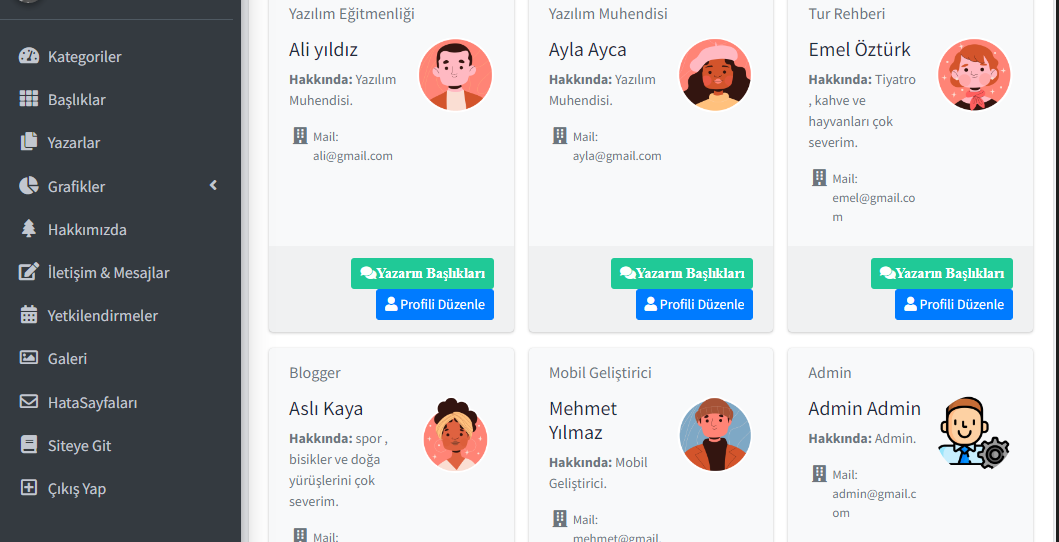 Kategoriler
Başlıklar
Yazarlar
Grafikler
Hakkımızda
İletişim & Mesajlar
Yetkilendirmeler
Galeri
HataSayfaları
Siteye Git
Çıkış Yap
Yazılım Eğitmenliği
Ali yıldız
Hakkında: Yazılım
Muhendisi.
Mail:
ali@gmail.com
Yazarın Başlıkları
Profili Düzenle
Yazılım Muhendisi
Ayla Ayca
Hakkında: Yazılım
Muhendisi.
Mail:
ayla@gmail.com
Yazarın Başlıkları
Profili Düzenle
Tur Rehberi
Emel Öztürk
Hakkında: Tiyatro
, kahve ve
hayvanları çok
severim.
Mail:
emel@gmail.co
m
Yazarın Başlıkları
Profili Düzenle
Blogger
Aslı Kaya
Hakkında: spor ,
bisikler ve doğa
yürüşlerini çok
severim.
Mail:
Mobil Geliştirici
Mehmet
Yılmaz
Hakkında: Mobil
Geliştirici.
Mail:
mehmet@gmail.
Admin
Admin Admin
Hakkında: Admin.
Mail:
admin@gmail.c
om